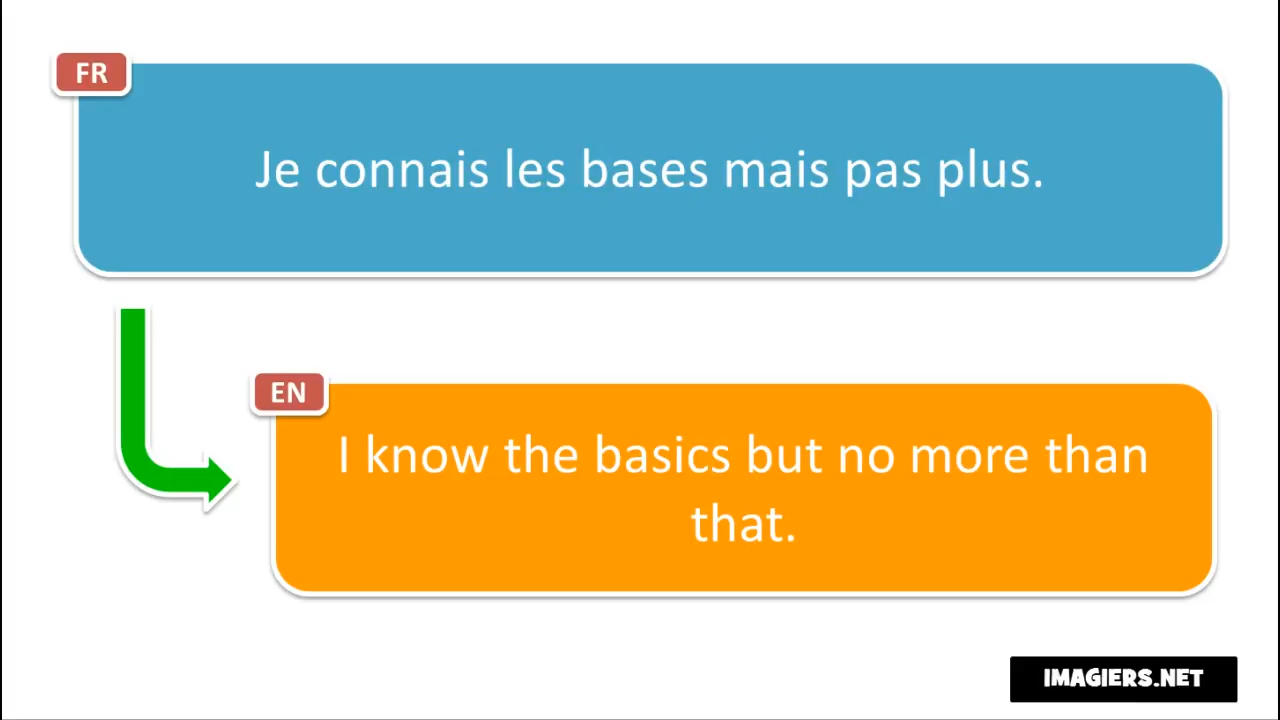 FR
Je connais les bases mais pas plus.
EN
I know the basics but no more than
that.
IMAGIERS.NET